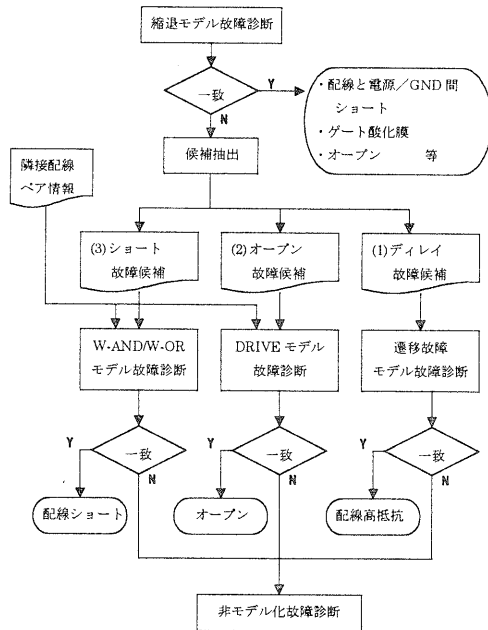 縮退モデル故障診断
一致
Y
N
・配線と電源／GND間
ショート
・ゲート酸化膜
・オープン 等
候補抽出
隣接配線
ペア情報
(3)ショート
故障候補
(2)オープン
故障候補
(1)ディレイ
故障候補
W-AND/W-OR
モデル故障診断
DRIVEモデル
故障診断
遷移故障
モデル故障診断
Y
一致
N
Y
一致
N
Y
一致
N
配線ショート
オープン
配線高抵抗
非モデル化故障診断